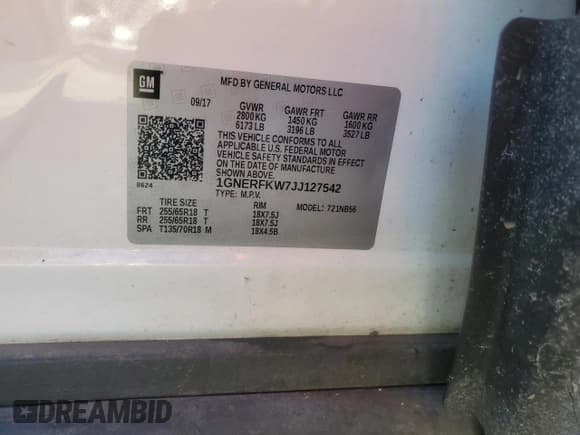 GM
MFD BY GENERAL MOTORS LLC
09/17
GVWR GAWR FRT GAWR RR
2800 KG 1450 KG 1600 KG
6173 LB 3196 LB 3527 LB
THIS VEHICLE CONFORMS TO ALL
APPLICABLE U.S. FEDERAL MOTOR
VEHICLE SAFETY STANDARDS IN EFFECT
ON THE DATE OF MANUFACTURE
SHOWN ABOVE.
1GNERFKW7JJ127542
TYPE: M.P.V.
8624
MODEL: 721NB56
TIRE SIZE RIM
FRT 255/65R18 T 18X7.5J
RR 255/65R18 T 18X7.5J
SPA T135/70R18 M 18X4.5B
DREAMBID